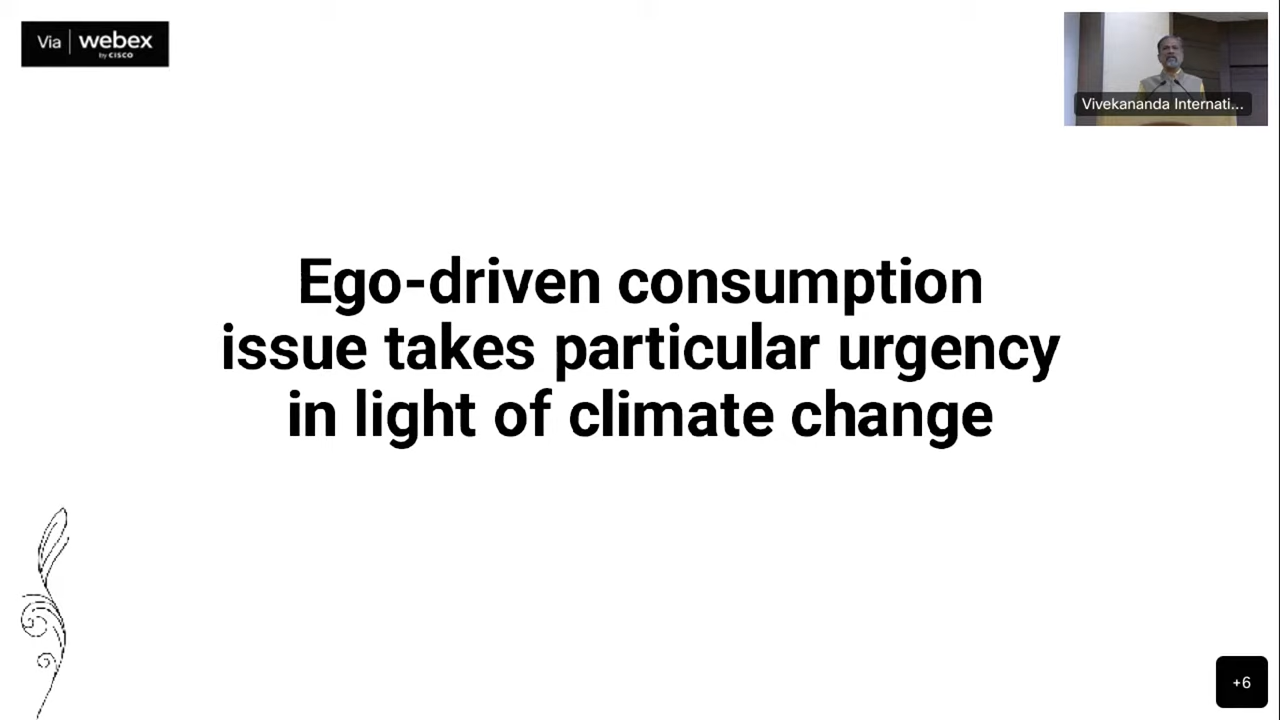 Via webex
by CISCO
Vivekananda Internati...
Ego-driven consumption
issue takes particular urgency
in light of climate change
+6